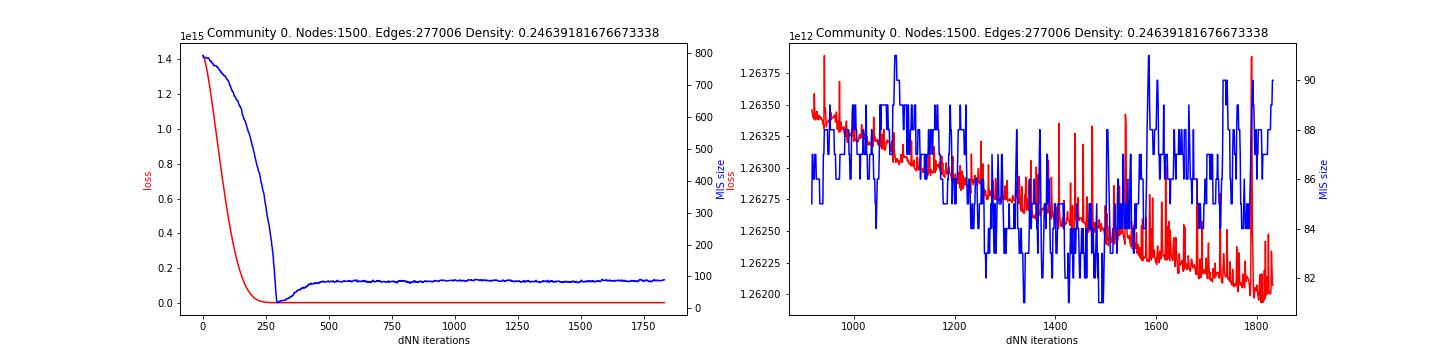 Community 0. Nodes:1500. Edges:277006 Density: 0.24639181676673338
1e15
1.4
1.2
1.0
0.8
0.6
0.4
0.2
0.0
loss
800
700
600
500
400
300
200
100
0
MIS size
0 250 500 750 1000 1250 1500 1750
dNN iterations
Community 0. Nodes:1500. Edges:277006 Density: 0.24639181676673338
1e12
1.26375
1.26350
1.26325
1.26300
1.26275
1.26250
1.26225
1.26200
loss
90
88
86
84
82
MIS size
1000 1200 1400 1600 1800
dNN iterations